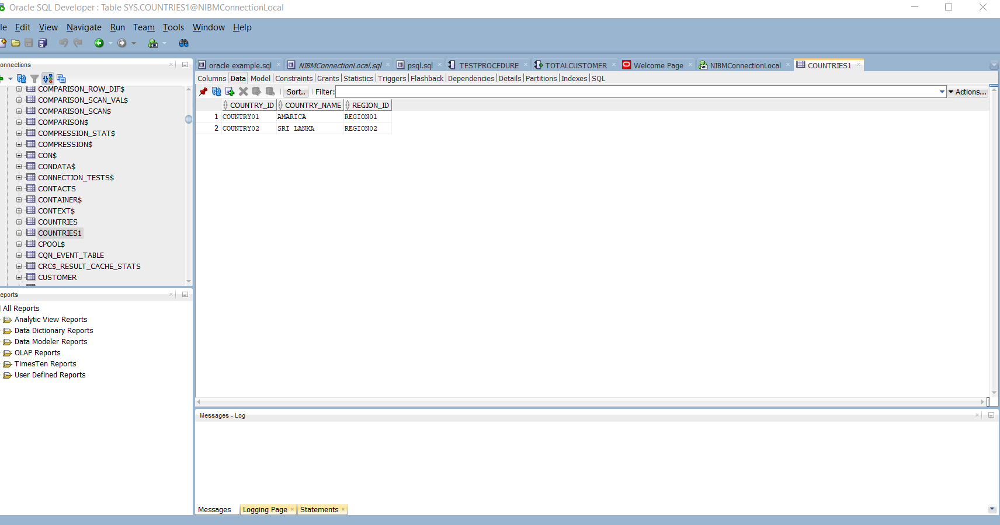 Oracle SQL Developer : Table SYS.COUNTRIES1@NIBMConnectionLocal
le Edit View Navigate Run Team Tools Window Help
onnections
COMPARISON_ROW_DIF$
COMPARISON_SCAN_VAL$
COMPARISON_SCAN$
COMPARISON$
COMPRESSION_STAT$
COMPRESSION$
CON$
CONDATA$
CONNECTION_TESTS$
CONTACTS
CONTAINER$
CONTEXT$
COUNTRIES
COUNTRIES1
CPOOL$
CQN_EVENT_TABLE
CRC$_RESULT_CACHE_STATS
CUSTOMER
eports
All Reports
Analytic View Reports
Data Dictionary Reports
Data Modeler Reports
OLAP Reports
TimesTen Reports
User Defined Reports
oracle example.sql NIBMConnectionLocal.sql psql.sql TESTPROCEDURE TOTALCUSTOMER Welcome Page NIBMConnectionLocal COUNTRIES1
Columns Data Model Constraints Grants Statistics Triggers Flashback Dependencies Details Partitions Indexes SQL
Sort.. Filter: Actions...
COUNTRY_ID COUNTRY_NAME REGION_ID
1 COUNTRY01 AMARICA REGION01
2 COUNTRY02 SRI LANKA REGION02
Messages - Log
Messages Logging Page Statements